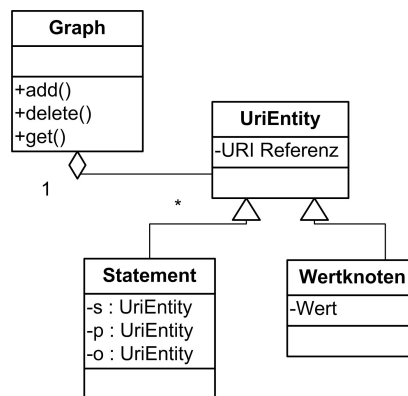 Graph
+add()
+delete()
+get()
UriEntity
-URI Referenz
1
*
Statement
-s : UriEntity
-p : UriEntity
-o : UriEntity
Wertknoten
-Wert